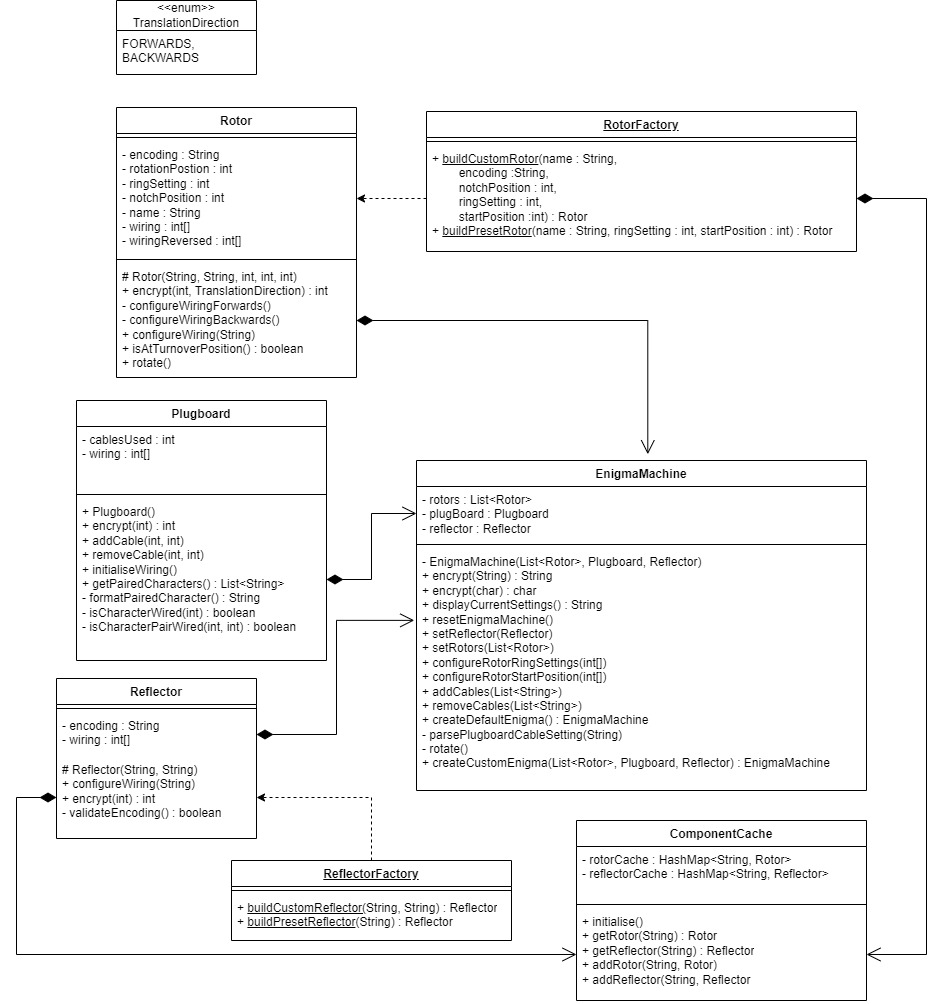 <<enum>>
TranslationDirection
FORWARDS,
BACKWARDS
Rotor
- encoding : String
- rotationPostion : int
- ringSetting : int
- notchPosition : int
- name : String
- wiring : int[]
- wiringReversed : int[]
# Rotor(String, String, int, int, int)
+ encrypt(int, TranslationDirection) : int
- configureWiringForwards()
- configureWiringBackwards()
+ configureWiring(String)
+ isAtTurnoverPosition() : boolean
+ rotate()
RotorFactory
+ buildCustomRotor(name : String,
encoding :String,
notchPosition : int,
ringSetting : int,
startPosition :int) : Rotor
+ buildPresetRotor(name : String, ringSetting : int, startPosition : int) : Rotor
Plugboard
- cablesUsed : int
- wiring : int[]
+ Plugboard()
+ encrypt(int) : int
+ addCable(int, int)
+ removeCable(int, int)
+ initialiseWiring()
+ getPairedCharacters() : List<String>
- formatPairedCharacter() : String
- isCharacterWired(int) : boolean
- isCharacterPairWired(int, int) : boolean
EnigmaMachine
- rotors : List<Rotor>
- plugBoard : Plugboard
- reflector : Reflector
- EnigmaMachine(List<Rotor>, Plugboard, Reflector)
+ encrypt(String) : String
+ encrypt(char) : char
+ displayCurrentSettings() : String
+ resetEnigmaMachine()
+ setReflector(Reflector)
+ setRotors(List<Rotor>)
+ configureRotorRingSettings(int[])
+ configureRotorStartPosition(int[])
+ addCables(List<String>)
+ removeCables(List<String>)
+ createDefaultEnigma() : EnigmaMachine
- parsePlugboardCableSetting(String)
- rotate()
+ createCustomEnigma(List<Rotor>, Plugboard, Reflector) : EnigmaMachine
Reflector
- encoding : String
- wiring : int[]
# Reflector(String, String)
+ configureWiring(String)
+ encrypt(int) : int
- validateEncoding() : boolean
ReflectorFactory
+ buildCustomReflector(String, String) : Reflector
+ buildPresetReflector(String) : Reflector
ComponentCache
- rotorCache : HashMap<String, Rotor>
- reflectorCache : HashMap<String, Reflector>
+ initialise()
+ getRotor(String) : Rotor
+ getReflector(String) : Reflector
+ addRotor(String, Rotor)
+ addReflector(String, Reflector